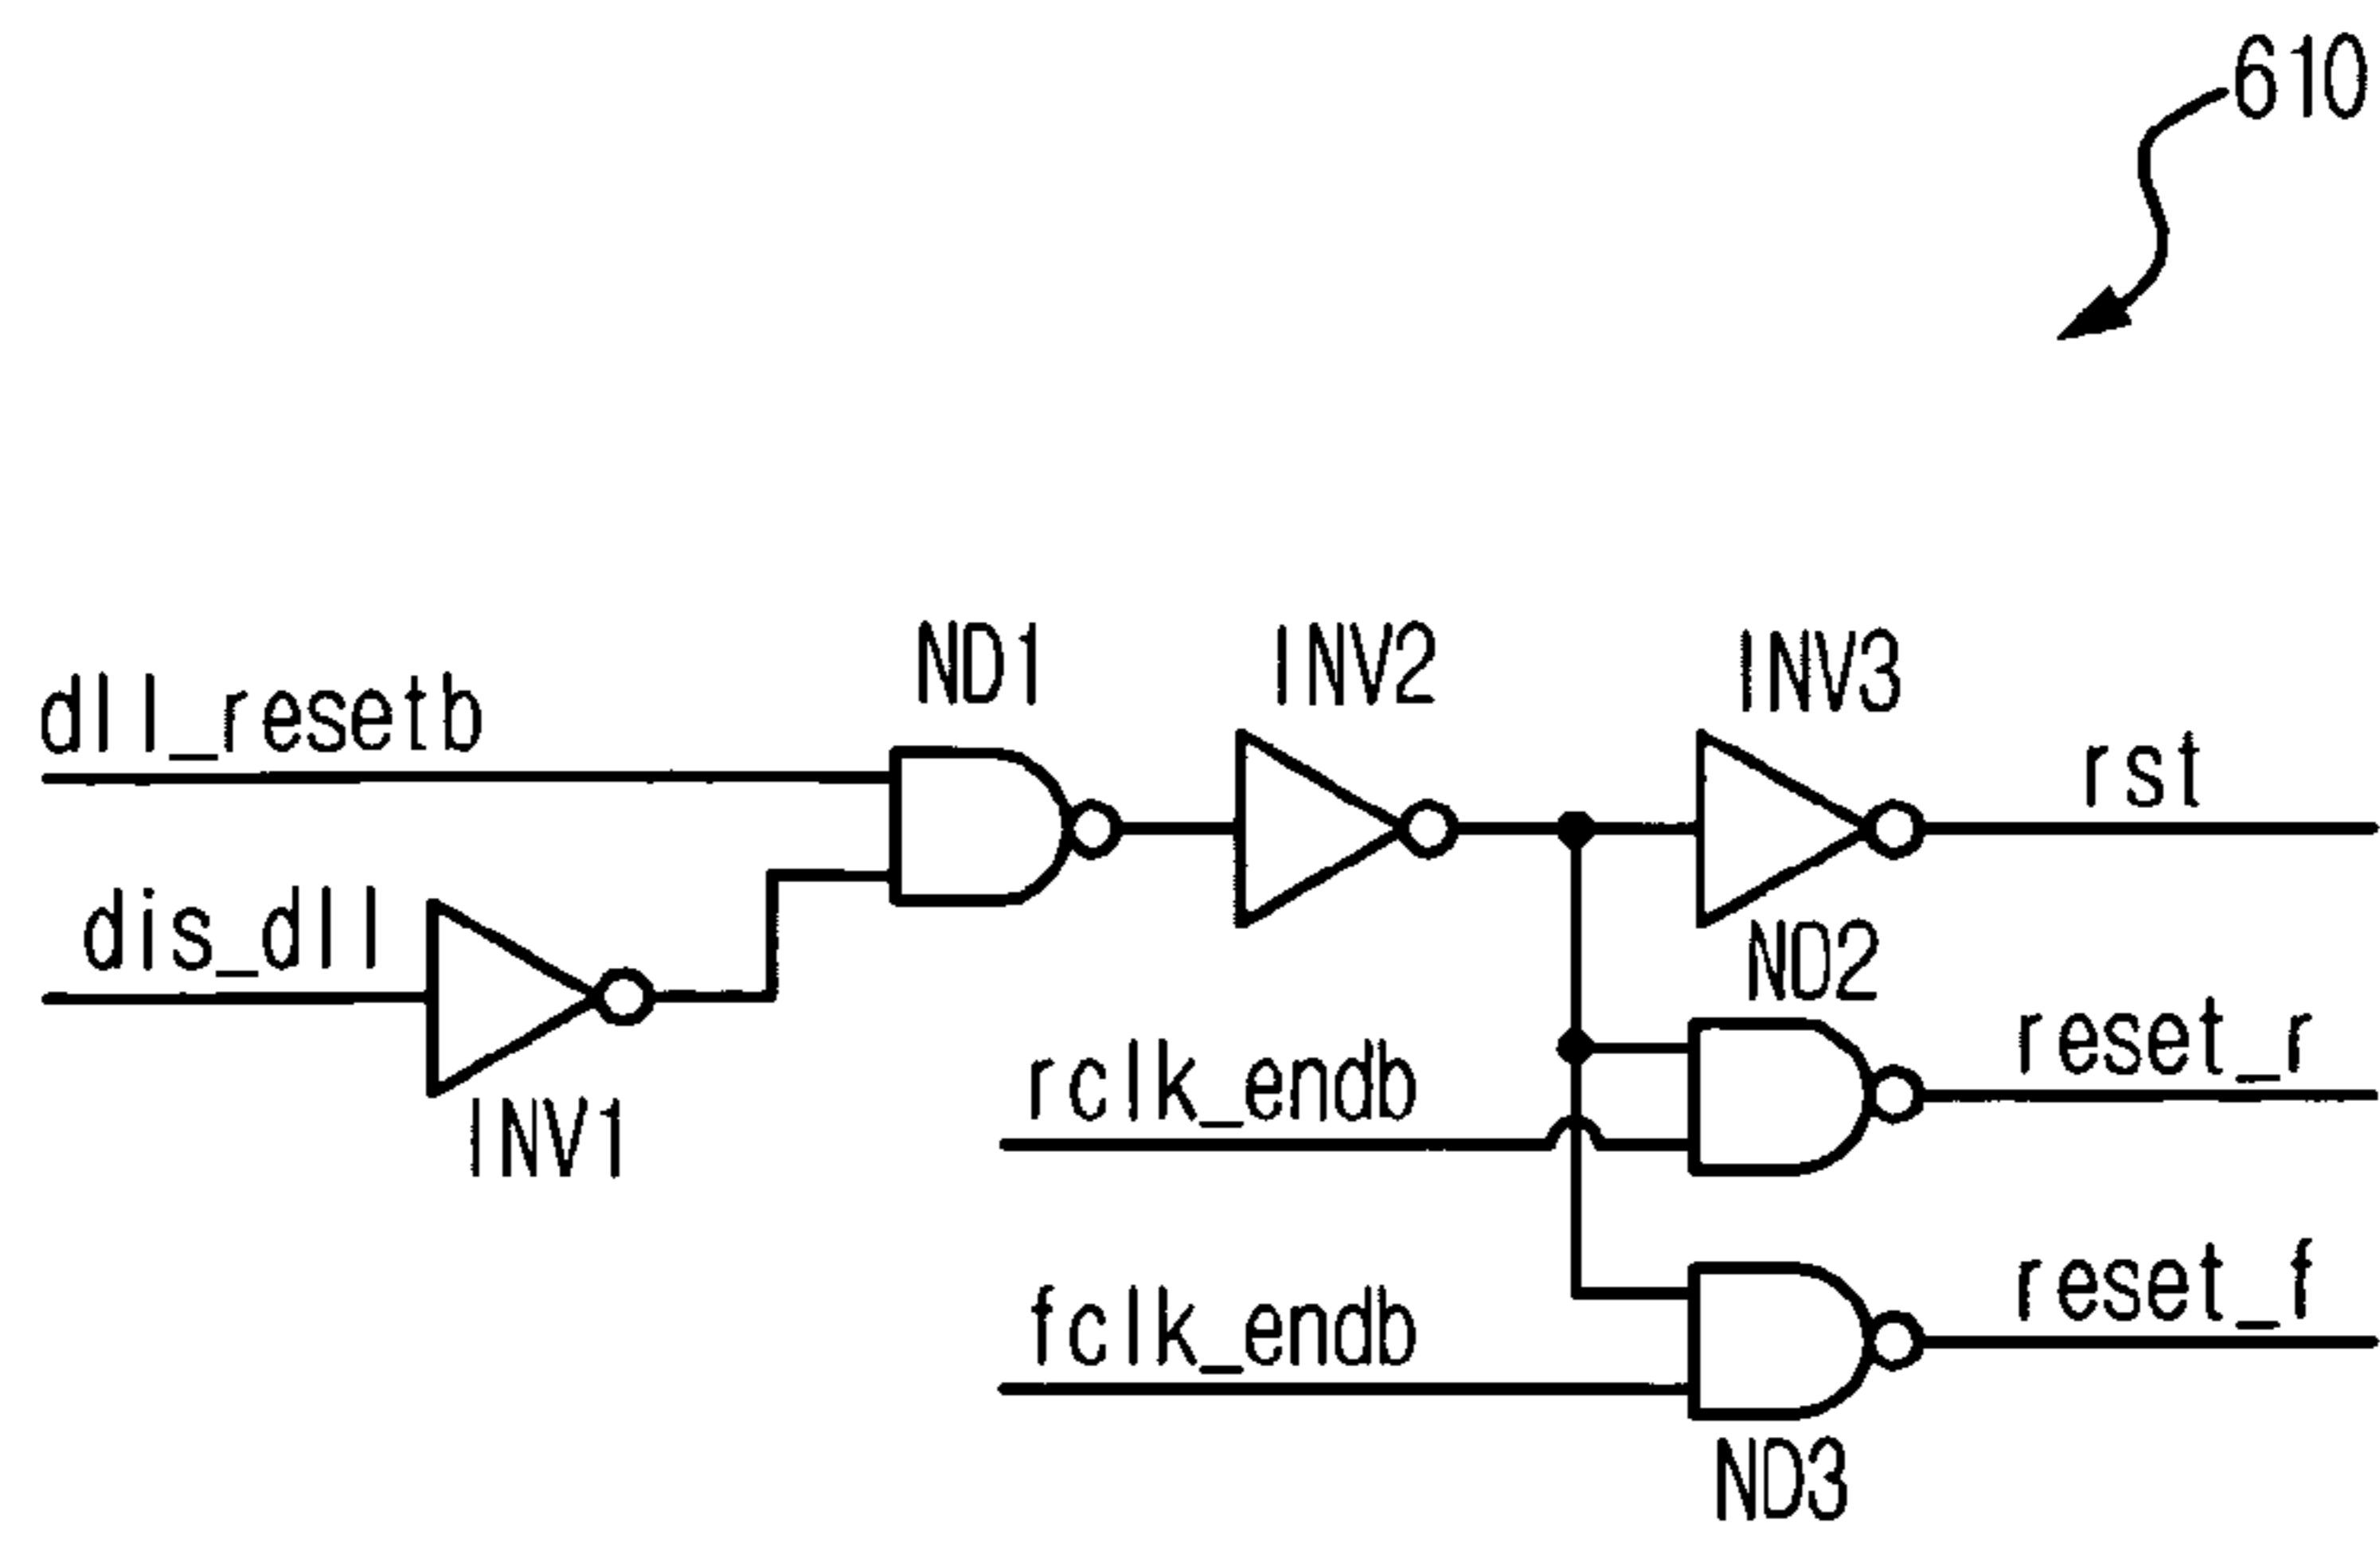 610
ND1
INV2
INV3
dll_resetb
rst
dis_dll
ND2
INV1
rclk_endb
reset_r
fclk_endb
reset_f
ND3